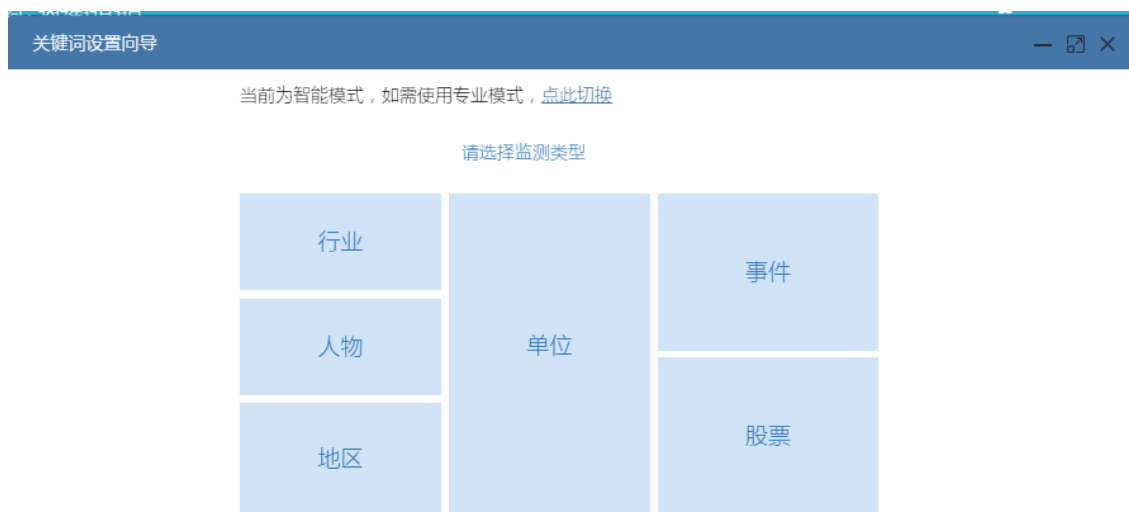 关键词设置向导
当前为智能模式，如需使用专业模式，点此切换
请选择监测类型
行业
人物
地区
单位
事件
股票